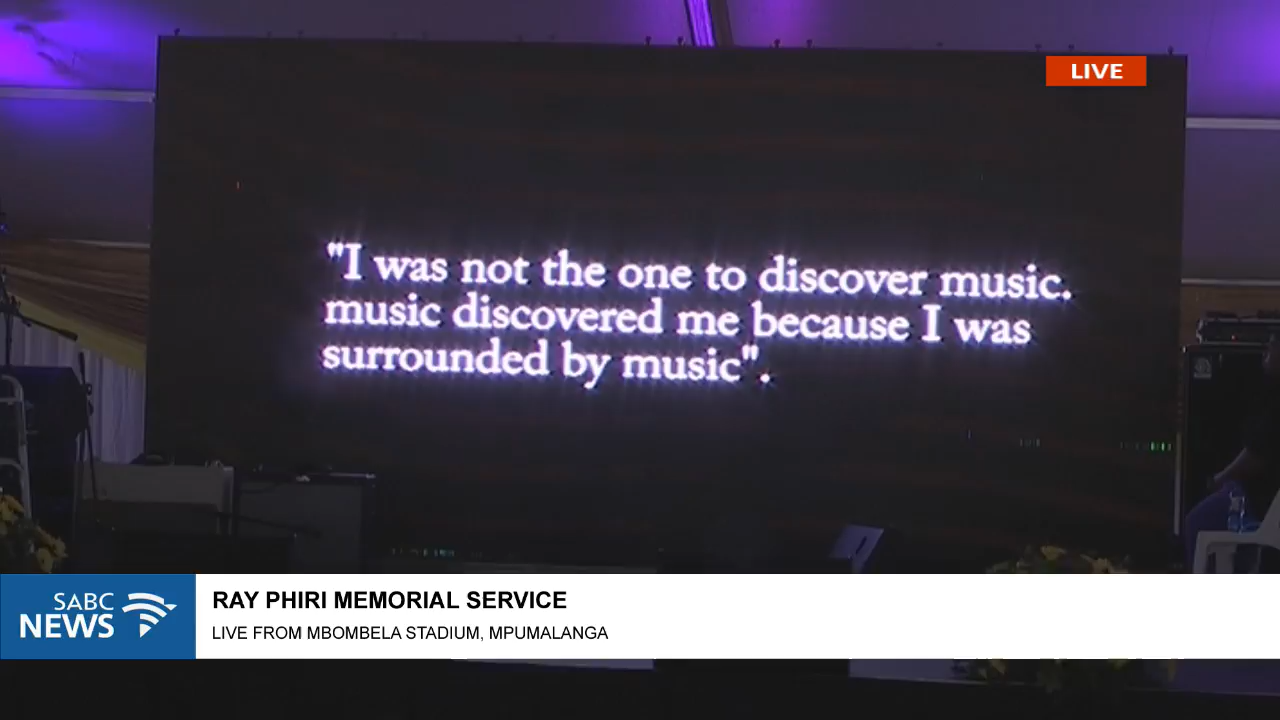 LIVE
"I was not the one to discover music.
music discovered me because I was
surrounded by music".
SABC
NEWS
RAY PHIRI MEMORIAL SERVICE
LIVE FROM MBOMBELA STADIUM, MPUMALANGA